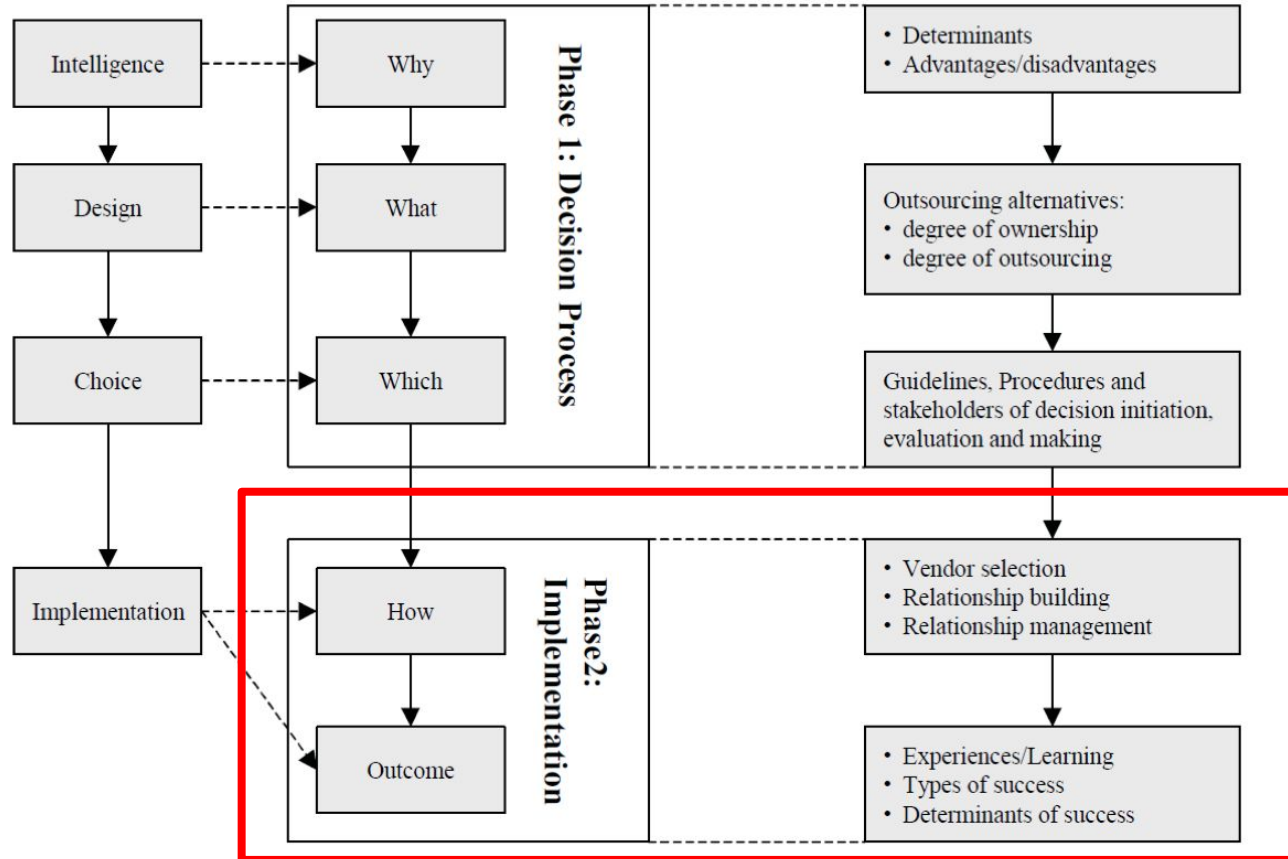 Intelligence
Design
Choice
Implementation
Why
What
Which
Phase 1: Decision Process
How
Outcome
Phase2:
Implementation
• Determinants
• Advantages/disadvantages
Outsourcing alternatives:
• degree of ownership
• degree of outsourcing
Guidelines, Procedures and
stakeholders of decision initiation,
evaluation and making
• Vendor selection
• Relationship building
• Relationship management
• Experiences/Learning
• Types of success
• Determinants of success